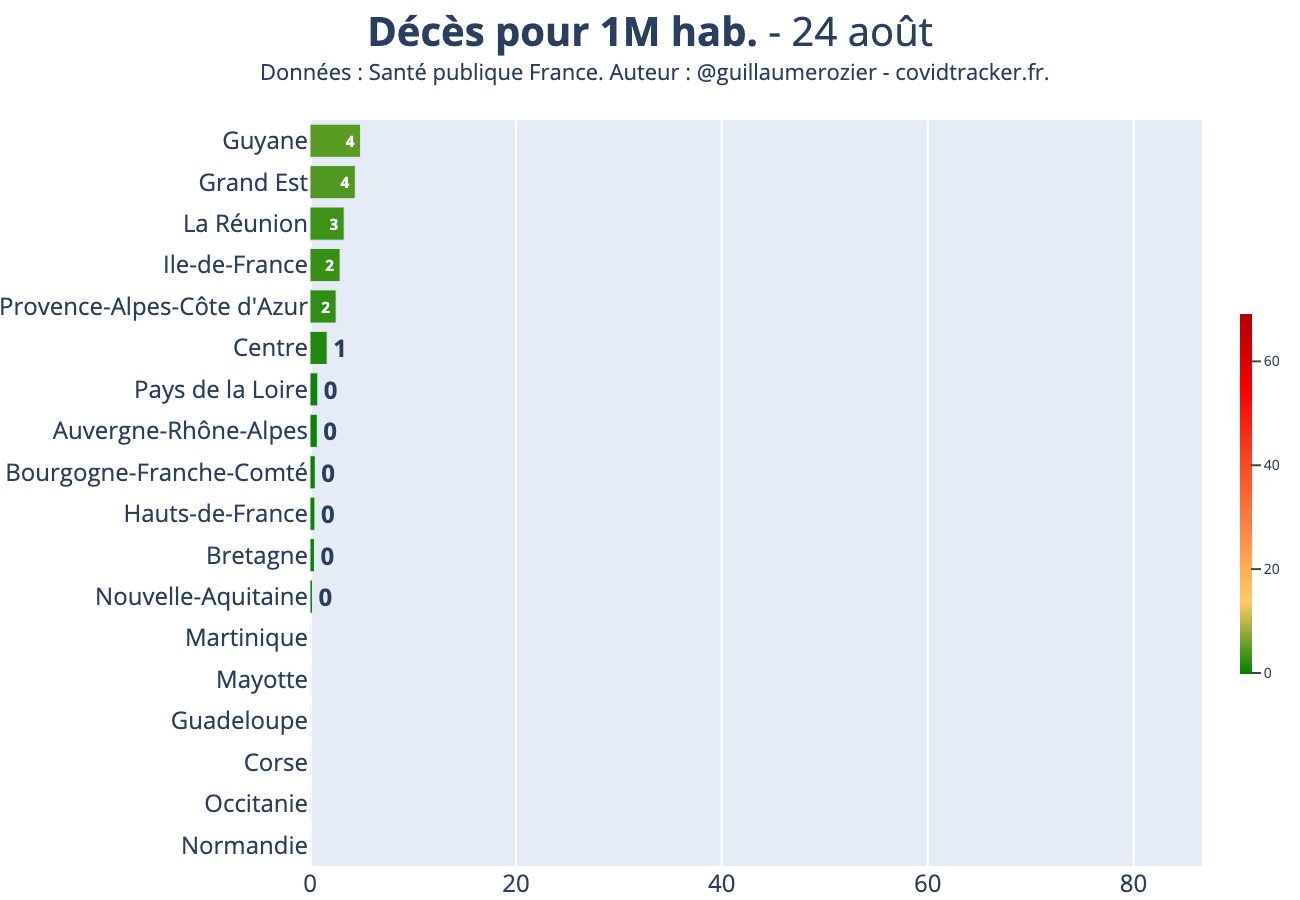 Décès pour 1M hab. - 24 août
Données : Santé publique France. Auteur : @guillaumerozier - covidtracker.fr.
Guyane 4
Grand Est 4
La Réunion 3
Ile-de-France 2
Provence-Alpes-Côte d'Azur 2
Centre 1
Pays de la Loire 0
Auvergne-Rhône-Alpes 0
Bourgogne-Franche-Comté 0
Hauts-de-France 0
Bretagne 0
Nouvelle-Aquitaine 0
Martinique
Mayotte
Guadeloupe
Corse
Occitanie
Normandie
0 20 40 60 80
60
40
20
0